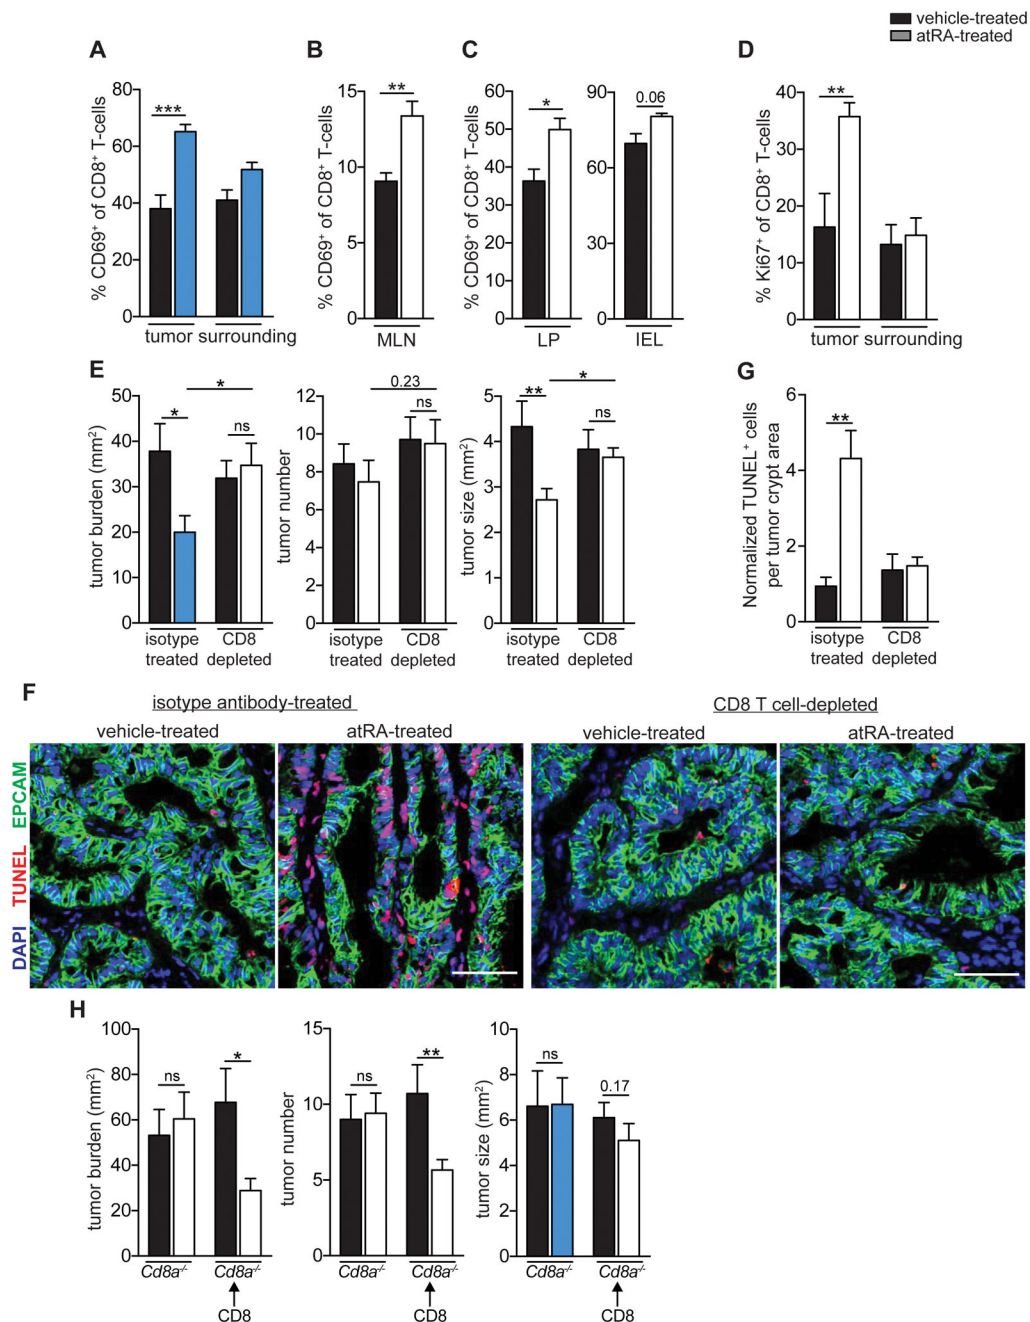 vehicle-treated
atRA-treated
A
% CD69⁺ of CD8⁺ T-cells
80
60
40
20
0
***
tumor surrounding
B
% CD69⁺ of CD8⁺ T-cells
15
10
5
0
**
MLN
C
% CD69⁺ of CD8⁺ T-cells
60
50
40
30
20
10
0
*
LP
90
60
30
0
0.06
IEL
D
% Ki67⁺ of CD8⁺ T-cells
40
30
20
10
0
**
tumor surrounding
E
tumor burden (mm²)
50
40
30
20
10
0
*
*
ns
isotype treated
CD8 depleted
tumor number
12
10
8
6
4
2
0
0.23
ns
isotype treated
CD8 depleted
tumor size (mm²)
5
4
3
2
1
0
**
*
ns
isotype treated
CD8 depleted
G
Normalized TUNEL⁺ cells
per tumor crypt area
6
4
2
0
**
isotype treated
CD8 depleted
F
isotype antibody-treated
CD8 T cell-depleted
vehicle-treated
atRA-treated
vehicle-treated
atRA-treated
DAPI TUNEL EPCAM
H
tumor burden (mm²)
100
80
60
40
20
0
ns
*
Cd8a⁻/⁻
Cd8a⁻/⁻
CD8
tumor number
15
10
5
0
ns
**
Cd8a⁻/⁻
Cd8a⁻/⁻
CD8
tumor size (mm²)
10
8
6
4
2
0
ns
0.17
Cd8a⁻/⁻
Cd8a⁻/⁻
CD8